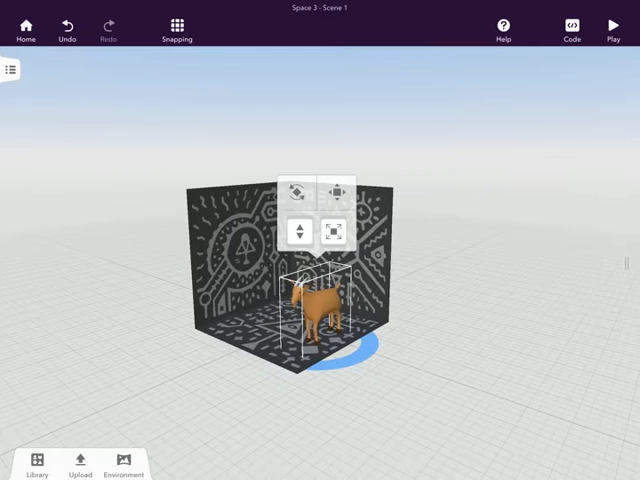 Space 3 - Scene 1
Home
Undo
Redo
Snapping
Help
Code
Play
Library
Upload
Environment